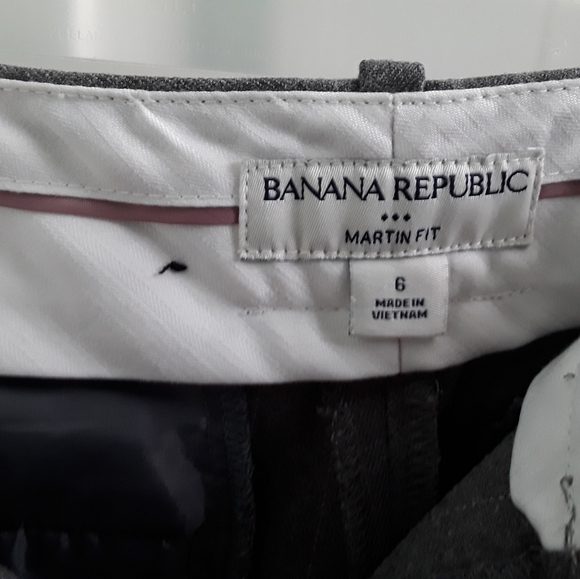 BANANA REPUBLIC
MARTIN FIT
6
MADE IN
VIETNAM